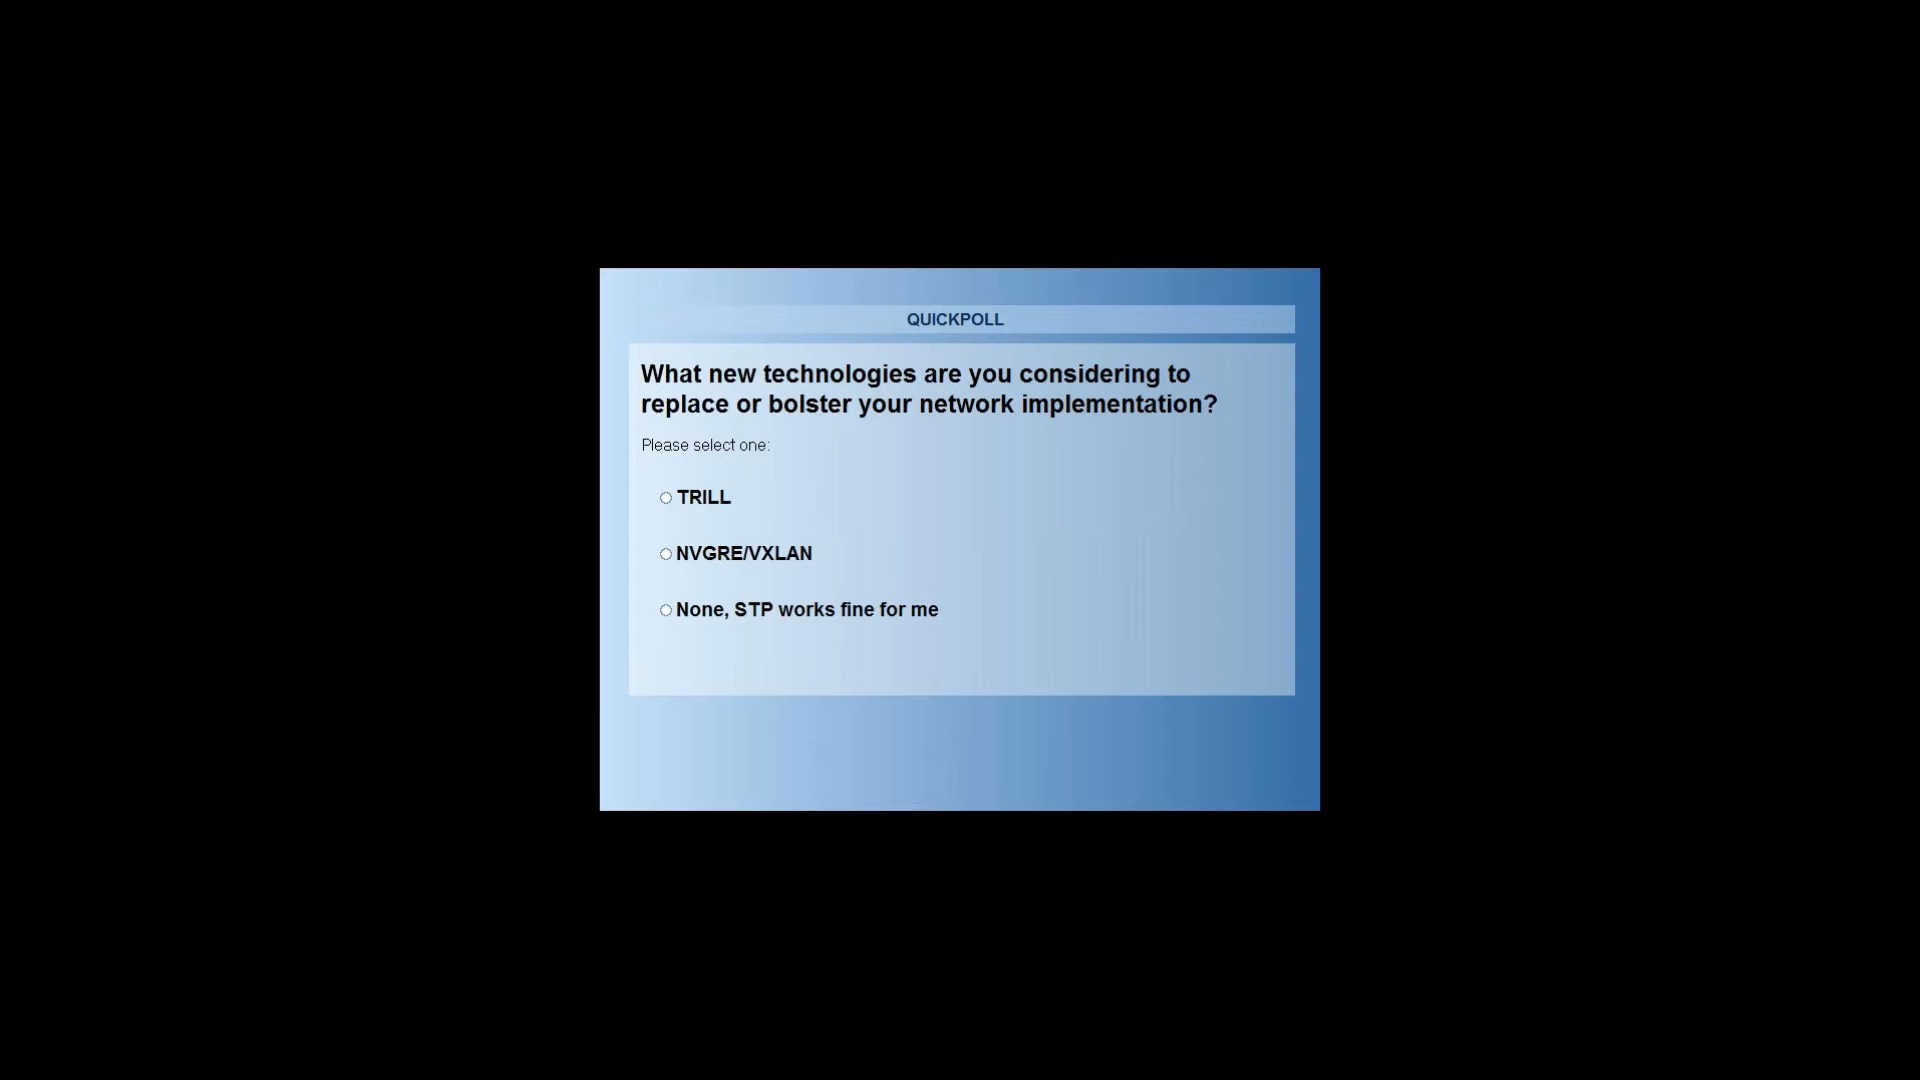 QUICKPOLL
What new technologies are you considering to
replace or bolster your network implementation?
Please select one:
TRILL
NVGRE/VXLAN
None, STP works fine for me